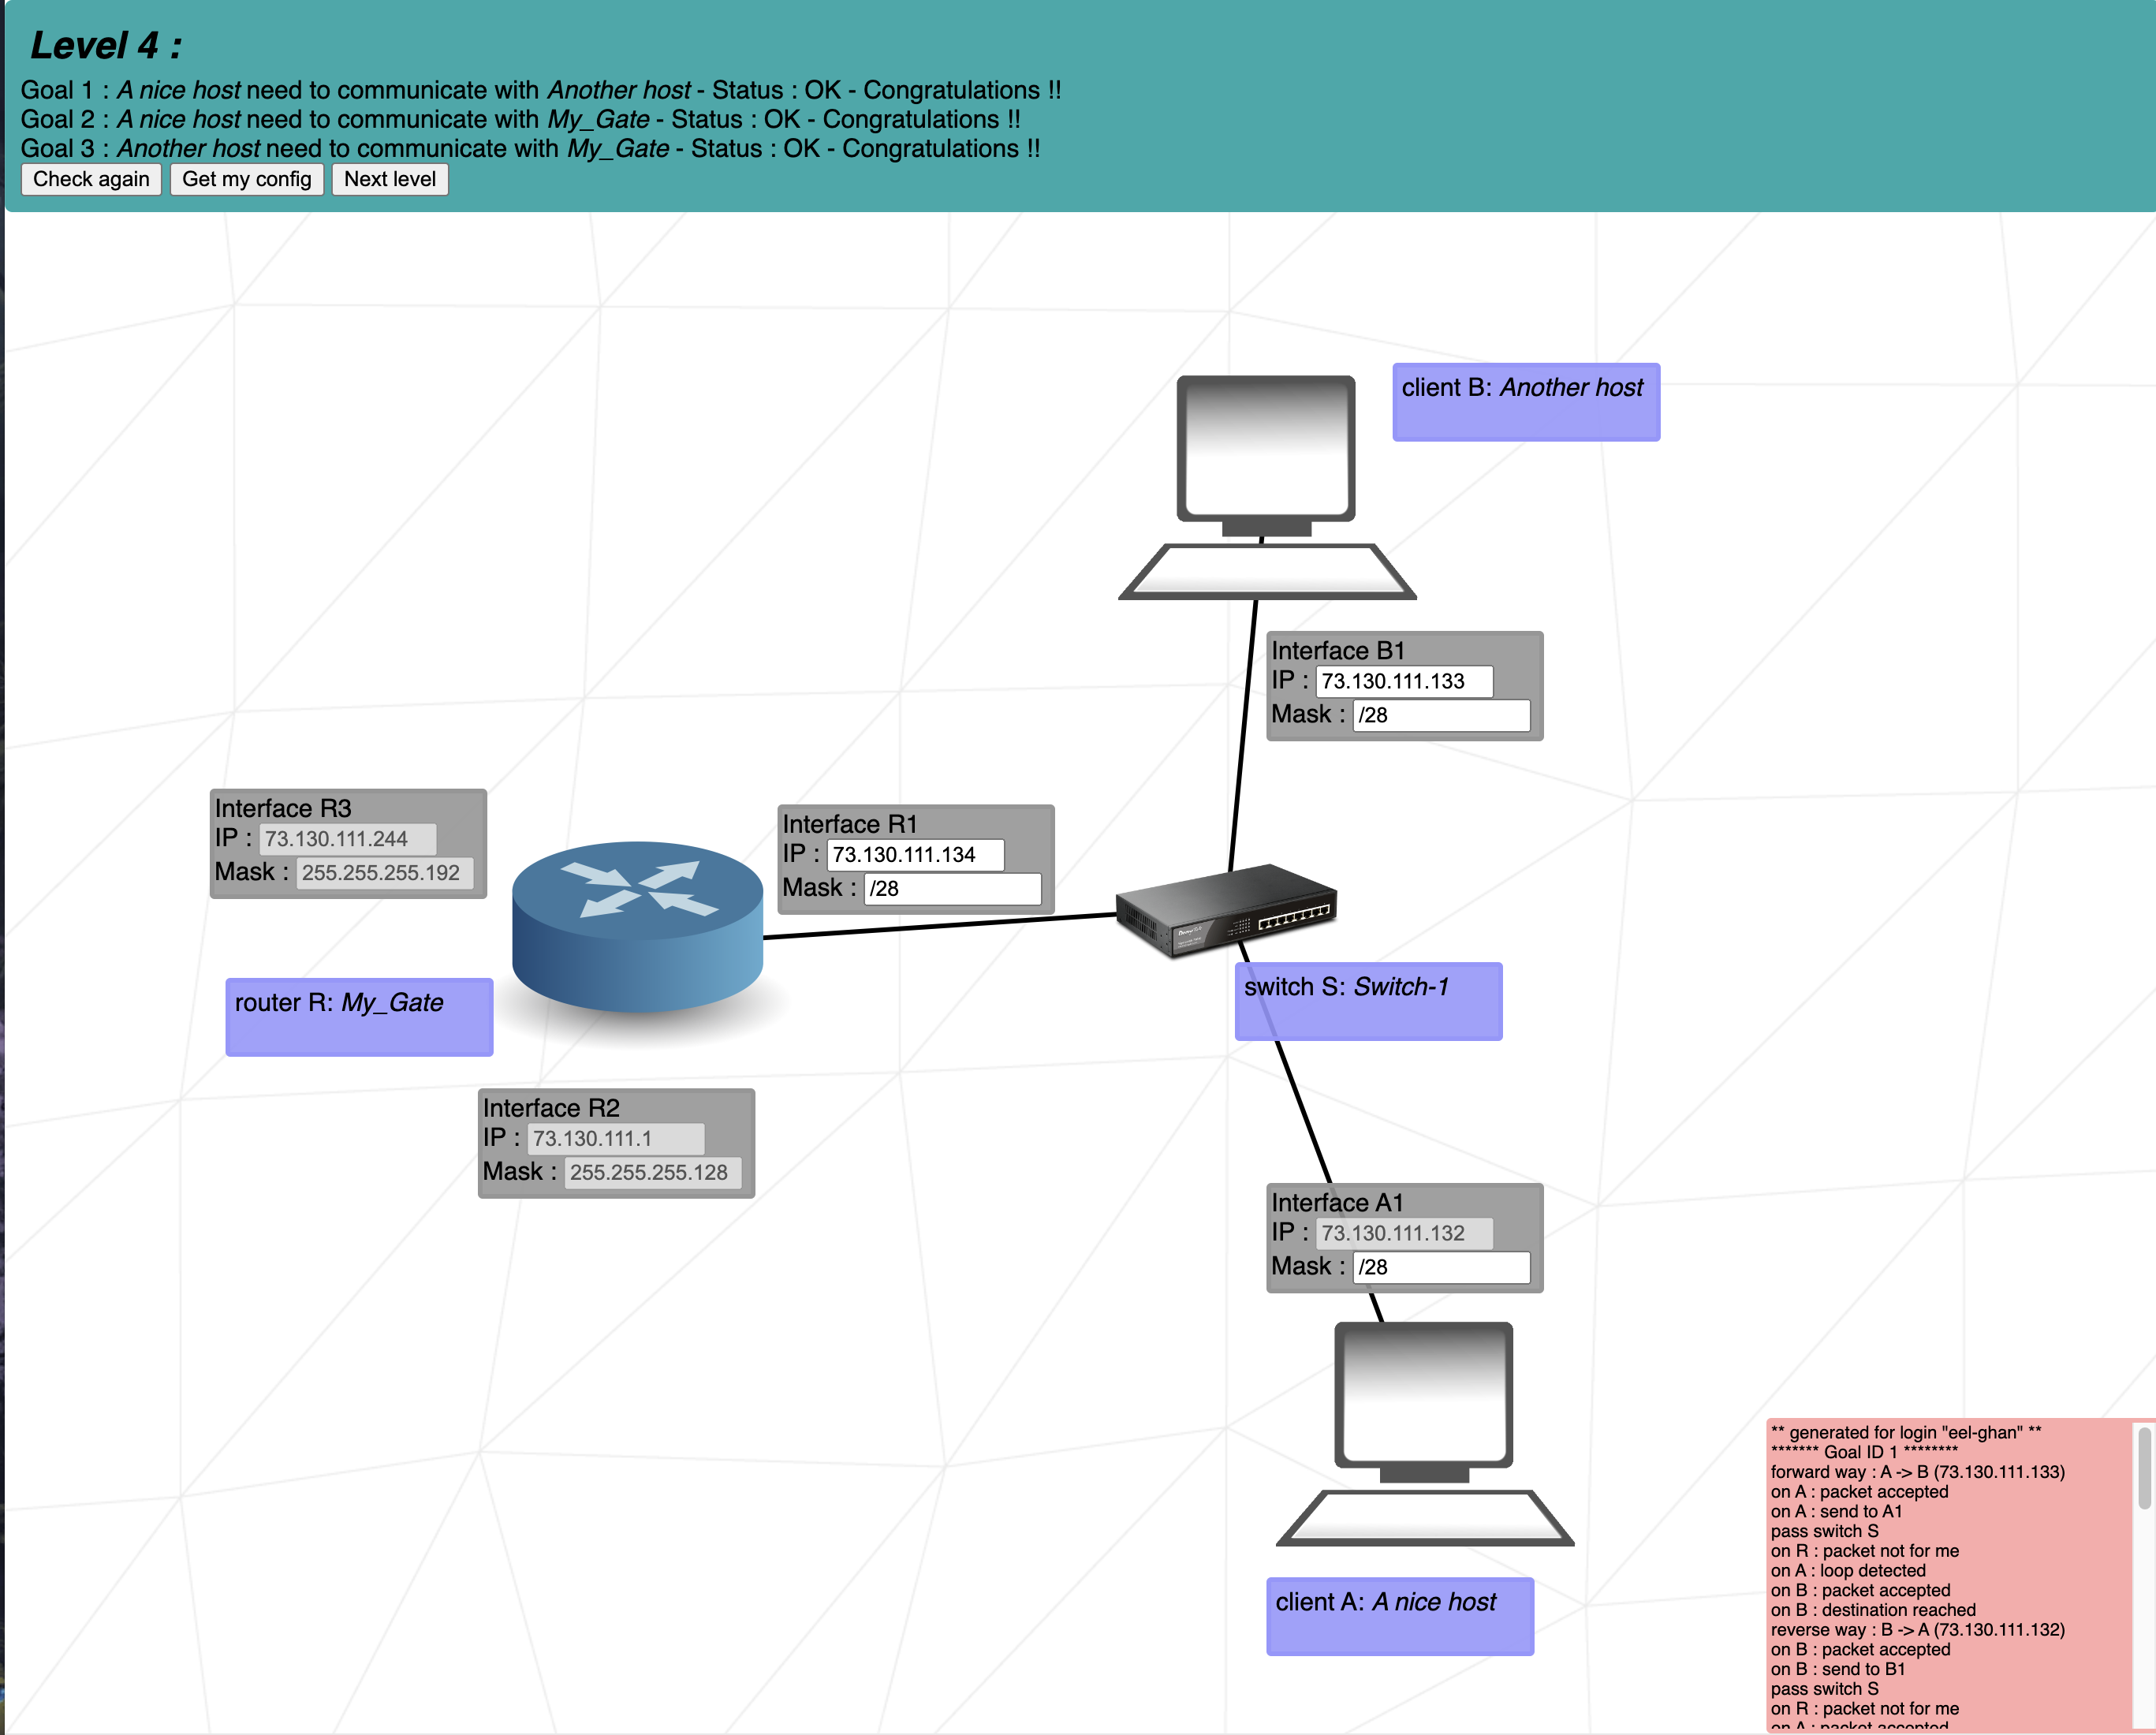 Level 4 :
Goal 1 : A nice host need to communicate with Another host - Status : OK - Congratulations !!
Goal 2 : A nice host need to communicate with My_Gate - Status : OK - Congratulations !!
Goal 3 : Another host need to communicate with My_Gate - Status : OK - Congratulations !!
Check again Get my config Next level
client B: Another host
Interface B1
IP : 73.130.111.133
Mask : /28
Interface R3
IP : 73.130.111.244
Mask : 255.255.255.192
Interface R1
IP : 73.130.111.134
Mask : /28
router R: My_Gate
switch S: Switch-1
Interface R2
IP : 73.130.111.1
Mask : 255.255.255.128
Interface A1
IP : 73.130.111.132
Mask : /28
client A: A nice host
** generated for login "eel-ghan" **
******* Goal ID 1 ********
forward way : A -> B (73.130.111.133)
on A : packet accepted
on A : send to A1
pass switch S
on R : packet not for me
on A : loop detected
on B : packet accepted
on B : destination reached
reverse way : B -> A (73.130.111.132)
on B : packet accepted
on B : send to B1
pass switch S
on R : packet not for me
on A : packet accepted